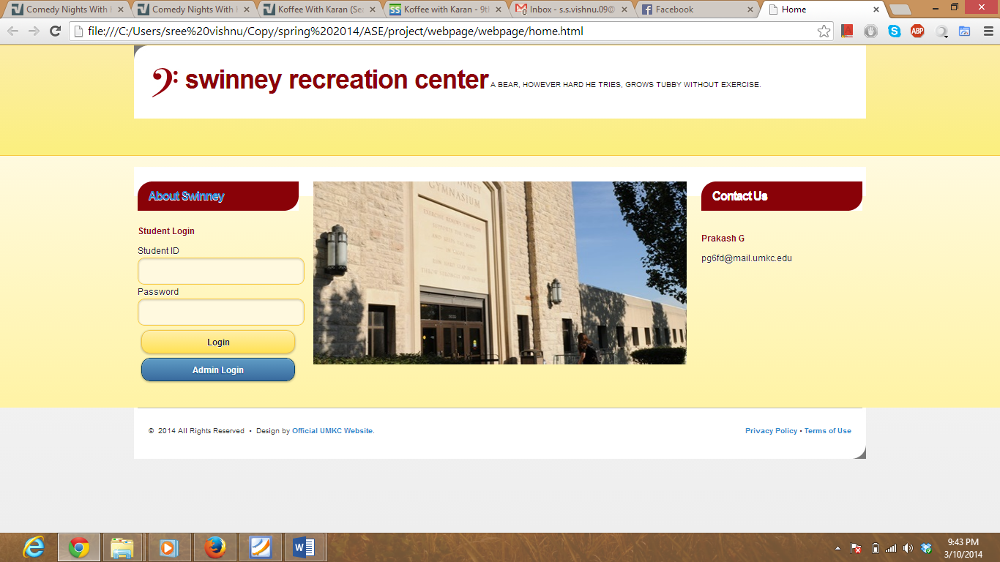 Comedy Nights With
Comedy Nights With
Koffee With Karan (Sea
Koffee with Karan - 9th
Inbox - s.s.vishnu.09@
Facebook
Home
file:///C:/Users/sree%20vishnu/Copy/spring%202014/ASE/project/webpage/webpage/home.html
ABP
swinney recreation center A BEAR, HOWEVER HARD HE TRIES, GROWS TUBBY WITHOUT EXERCISE.
About Swinney
Student Login
Student ID
Password
Login
Admin Login
GYMNASIUM
Contact Us
Prakash G
pg6fd@mail.umkc.edu
© 2014 All Rights Reserved • Design by Official UMKC Website.
Privacy Policy • Terms of Use
9:43 PM
3/10/2014